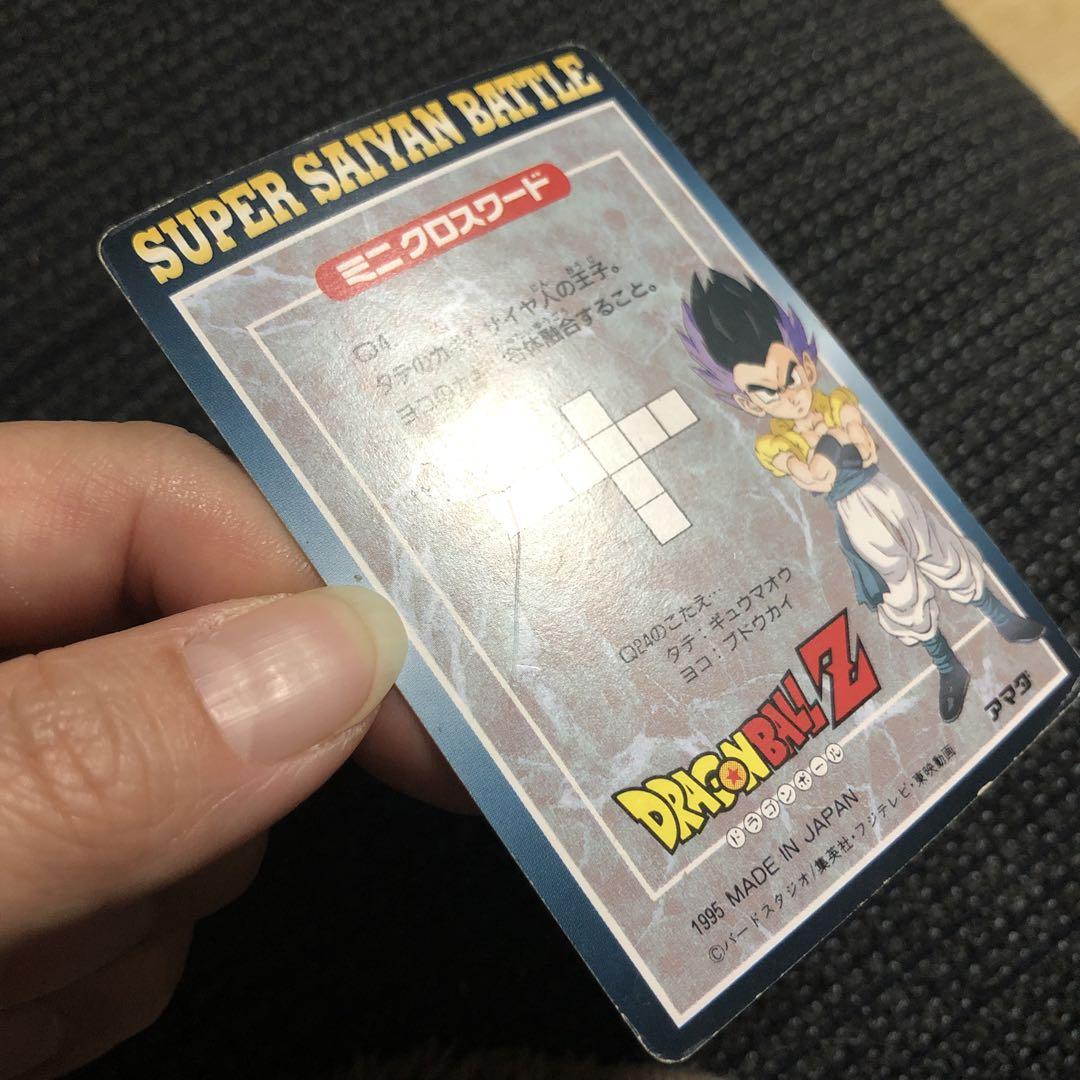 SUPER SAIYAN BATTLE
ミニクロスワード
Q4
タテのカギ サイヤ人の王子。
ヨコのカギ 合体融合すること。
Q24のこたえ…
タテ：ギュウマオウ
ヨコ：ブドウカイ
DRAGONBALL Z
ドラゴンボール
アマダ
1995 MADE IN JAPAN
©バードスタジオ/集英社・フジテレビ・東映動画